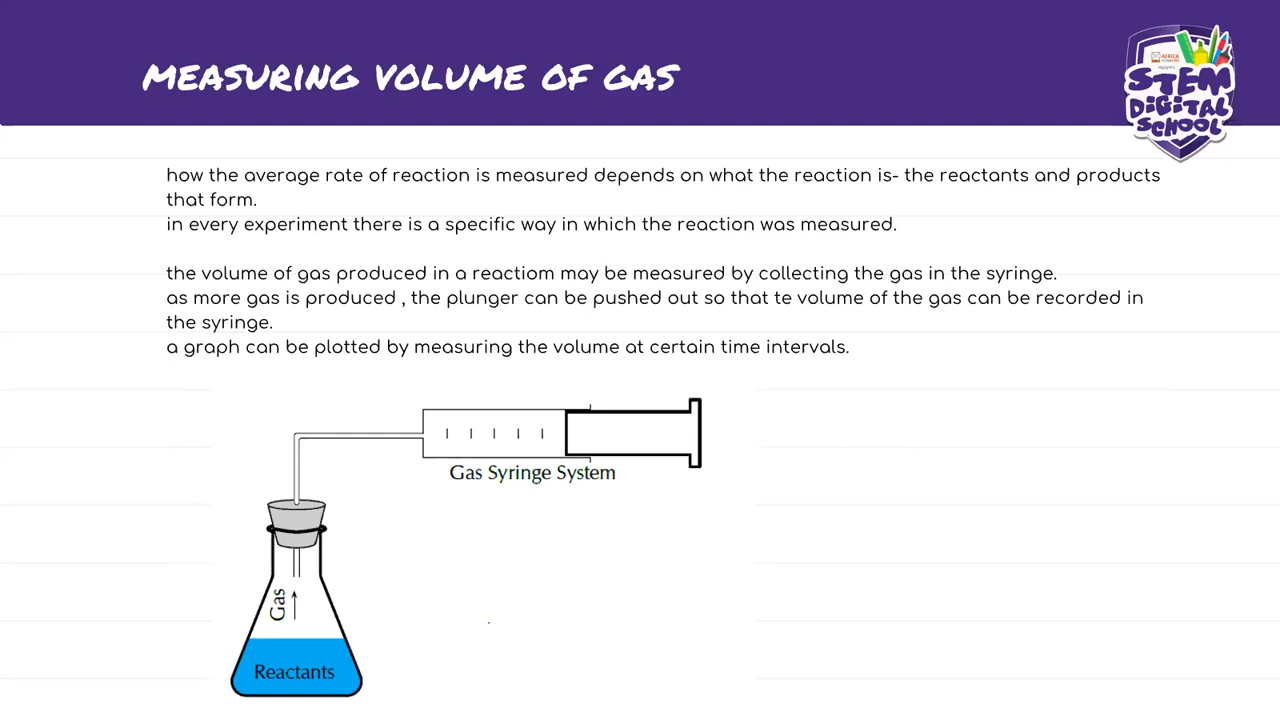 MEASURING VOLUME OF GAS
AFRICA
STEM
DIGITAL
SCHOOL
how the average rate of reaction is measured depends on what the reaction is- the reactants and products
that form.
in every experiment there is a specific way in which the reaction was measured.
the volume of gas produced in a reactiom may be measured by collecting the gas in the syringe.
as more gas is produced , the plunger can be pushed out so that te volume of the gas can be recorded in
the syringe.
a graph can be plotted by measuring the volume at certain time intervals.
Gas Syringe System
Gas
Reactants